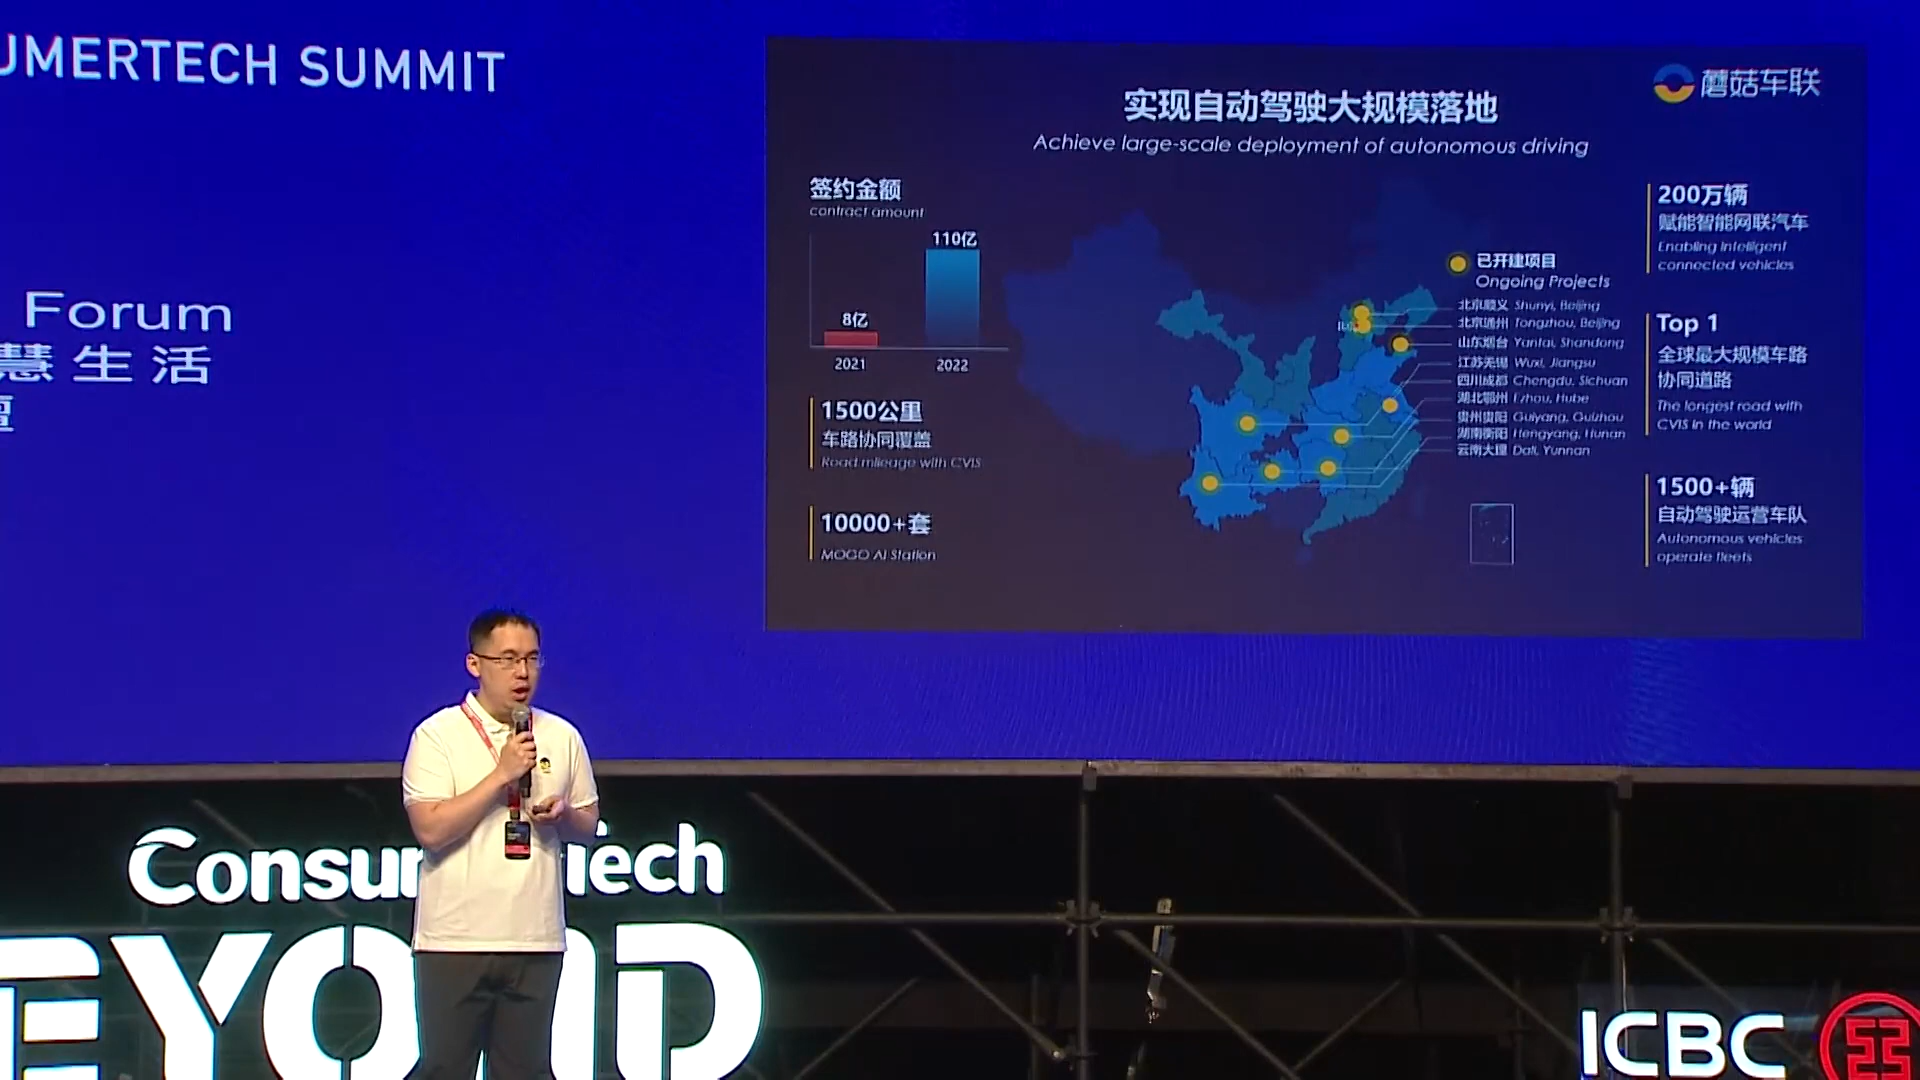 UMERTECH SUMMIT
Forum
慧生活
蘑菇车联
实现自动驾驶大规模落地
Achieve large-scale deployment of autonomous driving
签约金额
contract amount
110亿
8亿
2021
2022
1500公里
车路协同覆盖
Road mileage with CVIS
10000+套
MOGO AI Station
已开建项目
Ongoing Projects
北京顺义 Shunyi, Beijing
北京通州 Tongzhou, Beijing
山东烟台 Yantai, Shandong
江苏无锡 Wuxi, Jiangsu
四川成都 Chengdu, Sichuan
湖北鄂州 Ezhou, Hube
贵州贵阳 Guiyang, Guizhou
湖南衡阳 Hengyang, Hunan
云南大理 Dali, Yunnan
200万辆
赋能智能网联汽车
Enabling intelligent
connected vehicles
Top 1
全球最大规模车路
协同道路
The longest road with
CVIS in the world
1500+辆
自动驾驶运营车队
Autonomous vehicles
operate fleets
Consum Tech
EYOND
ICBC